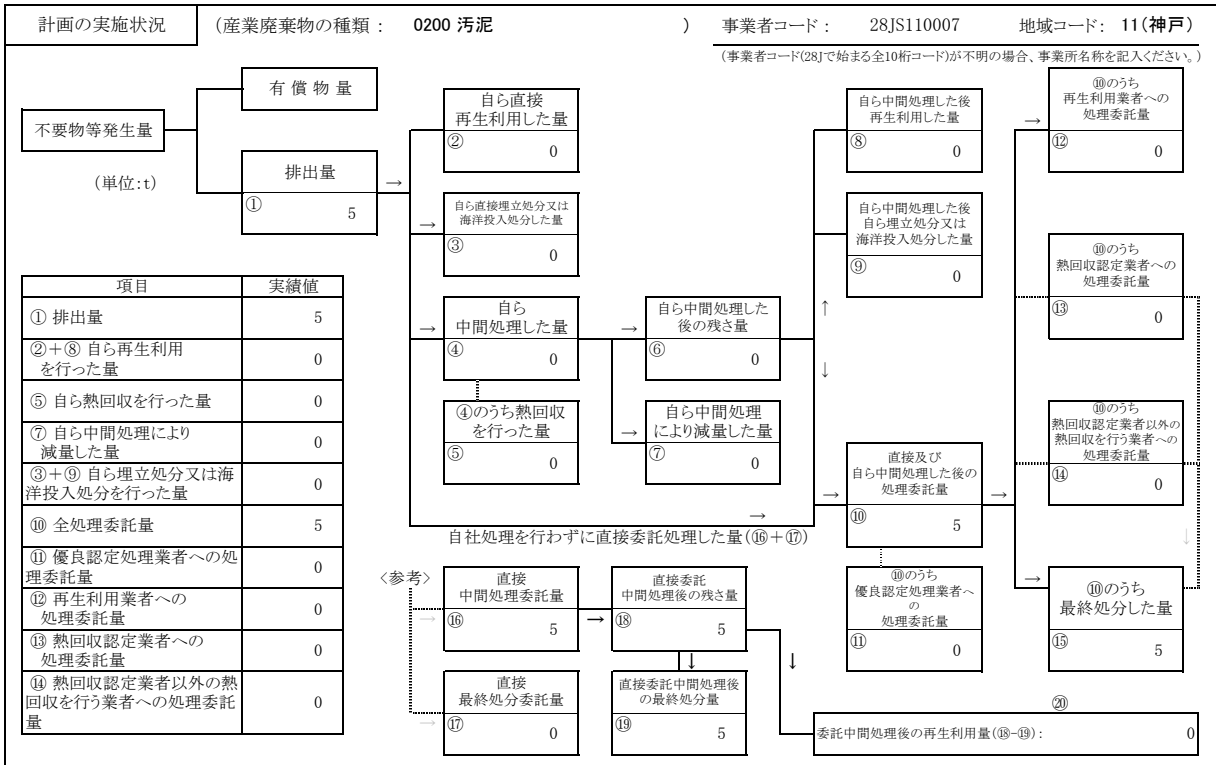 計画の実施状況
(産業廃棄物の種類 : 0200 汚泥 )
事業者コード : 28JS110007 地域コード: 11(神戸)
(事業者コード(28Jで始まる全10桁コード)が不明の場合、事業所名称を記入ください。)
不要物等発生量
(単位:t)
有償物量
排出量
① 5
→
自ら直接
再生利用した量
② 0
→
自ら直接埋立処分又は
海洋投入処分した量
③ 0
→
自ら
中間処理した量
④ 0
④のうち熱回収
を行った量
⑤ 0
→
自ら中間処理した
後の残さ量
⑥ 0
→
自ら中間処理
により減量した量
⑦ 0
自ら中間処理した後
再生利用した量
⑧ 0
自ら中間処理した後
自ら埋立処分又は
海洋投入処分した量
⑨ 0
↑
↓
→
直接及び
自ら中間処理した後の
処理委託量
⑩ 5
→
⑩のうち
優良認定処理業者へ
の
処理委託量
⑪ 0
→
⑩のうち
再生利用業者への
処理委託量
⑫ 0
⑩のうち
熱回収認定業者への
処理委託量
⑬ 0
⑩のうち
熱回収認定業者以外の
熱回収を行う業者への
処理委託量
⑭ 0
↓
→
⑩のうち
最終処分した量
⑮ 5
→
自社処理を行わずに直接委託処理した量(⑯+⑰)
項目 実績値
① 排出量 5
②+⑧ 自ら再生利用
を行った量 0
⑤ 自ら熱回収を行った量 0
⑦ 自ら中間処理により
減量した量 0
③+⑨ 自ら埋立処分又は海
洋投入処分を行った量 0
⑩ 全処理委託量 5
⑪ 優良認定処理業者への処
理委託量 0
⑫ 再生利用業者への
処理委託量 0
⑬ 熱回収認定業者への
処理委託量 0
⑭ 熱回収認定業者以外の熱
回収を行う業者への処理委託
量 0
〈参考〉
→
直接
中間処理委託量
⑯ 5
→
直接委託
中間処理後の残さ量
⑱ 5
↓
↓
→
直接
最終処分委託量
⑰ 0
直接委託中間処理後
の最終処分量
⑲ 5
⑳
委託中間処理後の再生利用量(⑱-⑲): 0